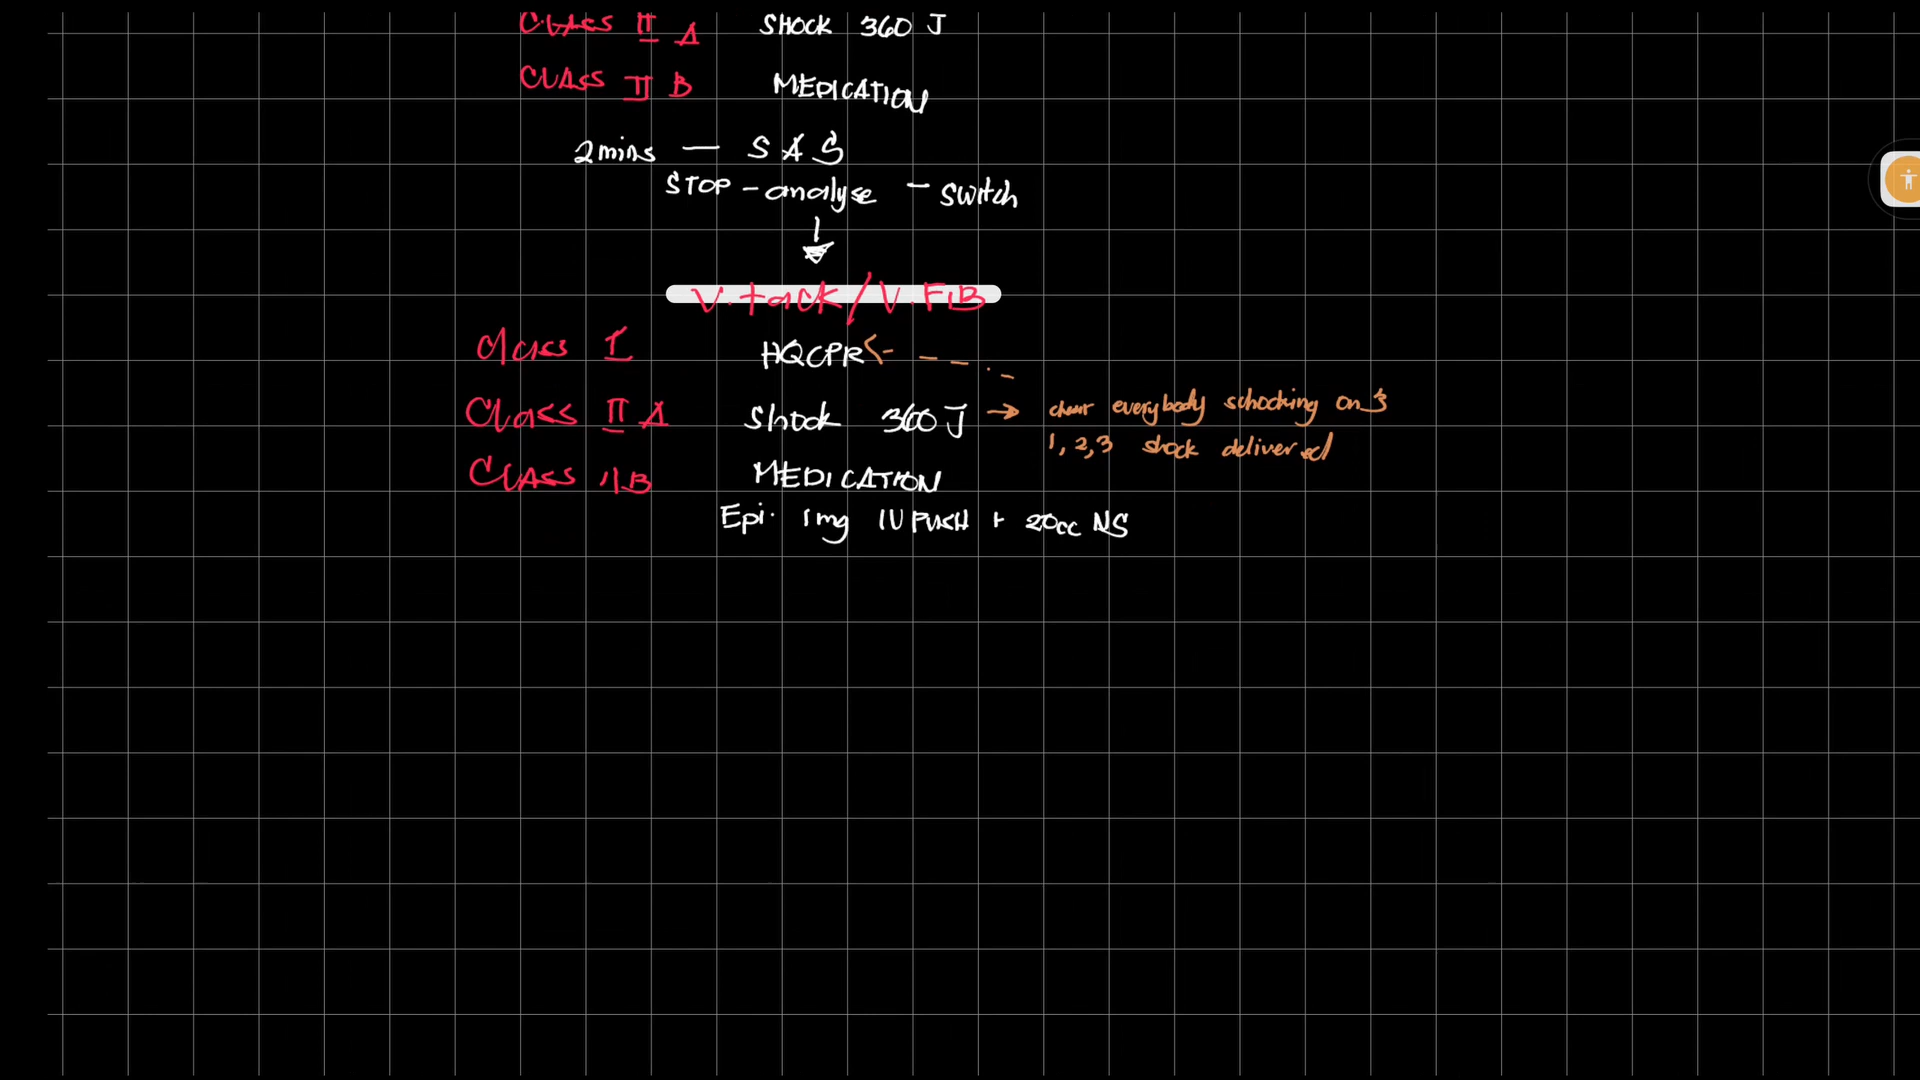 CLASS II A SHOCK 360 J
CLASS II B MEDICATION
2mins — S A S
STOP - analyse - switch
V.tack / V.FIB
Class I HQCPR
Class II A Shock 360 J → clear everybody schocking on 3
1, 2, 3 shock delivered
CLASS IIB MEDICATION
Epi. 1mg IV PUSH + 20cc NS